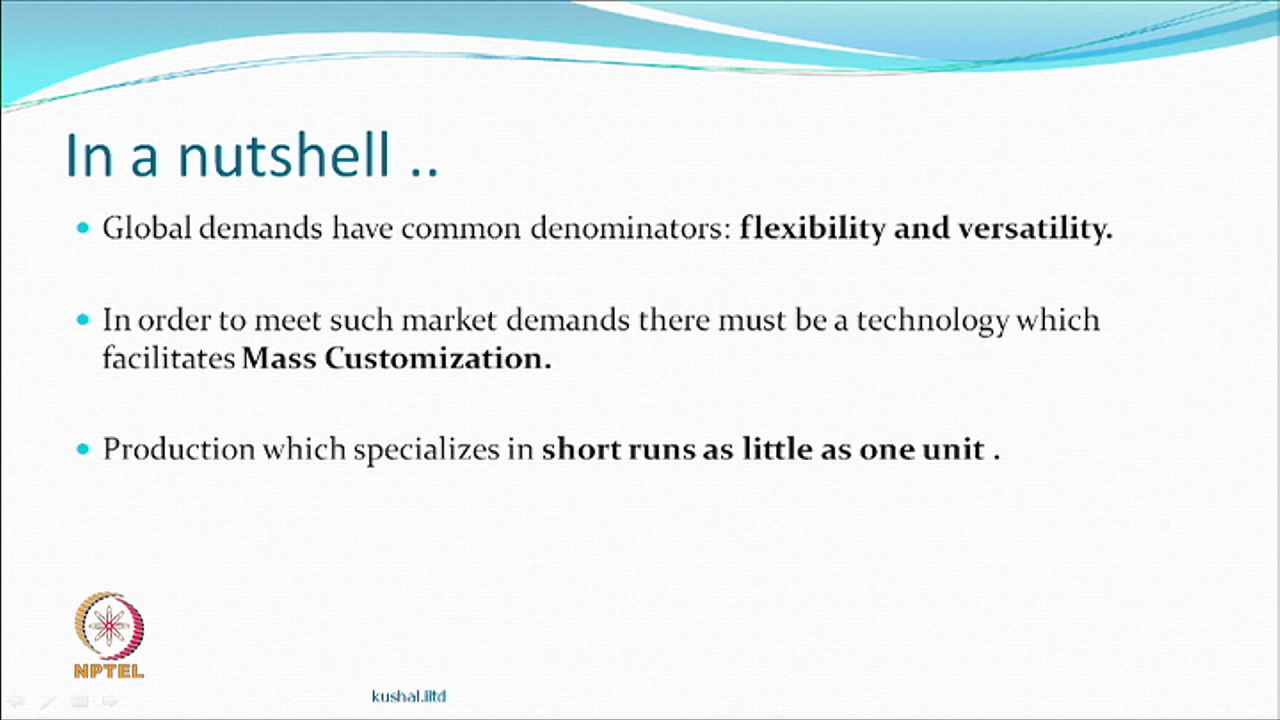 In a nutshell ..
Global demands have common denominators: flexibility and versatility.
In order to meet such market demands there must be a technology which
facilitates Mass Customization.
Production which specializes in short runs as little as one unit .
NPTEL
kushal.iitd